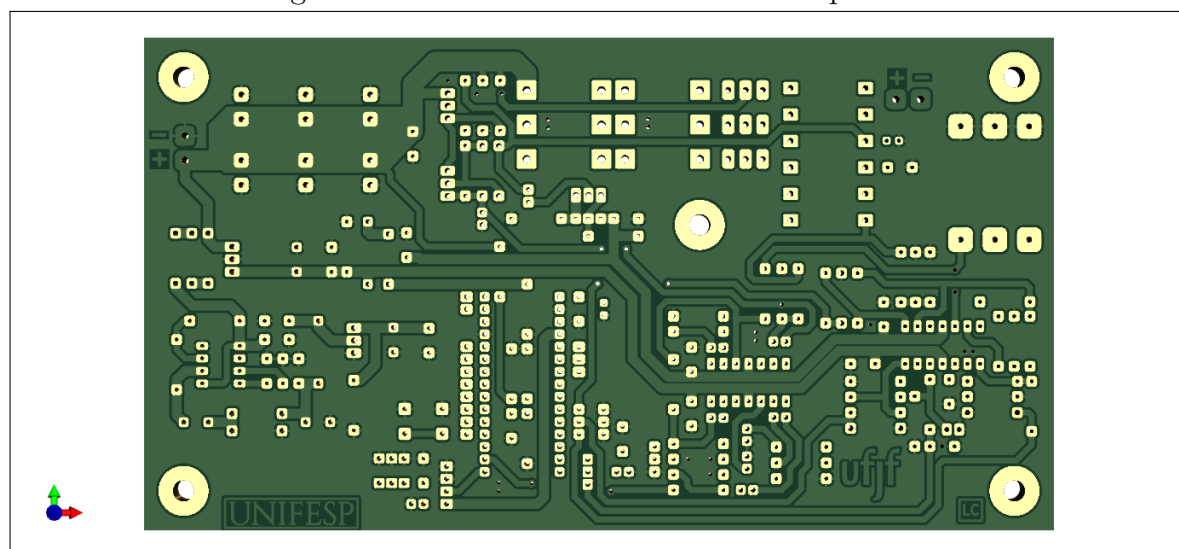 + −
−
+
ufjf
UNIFESP
LC